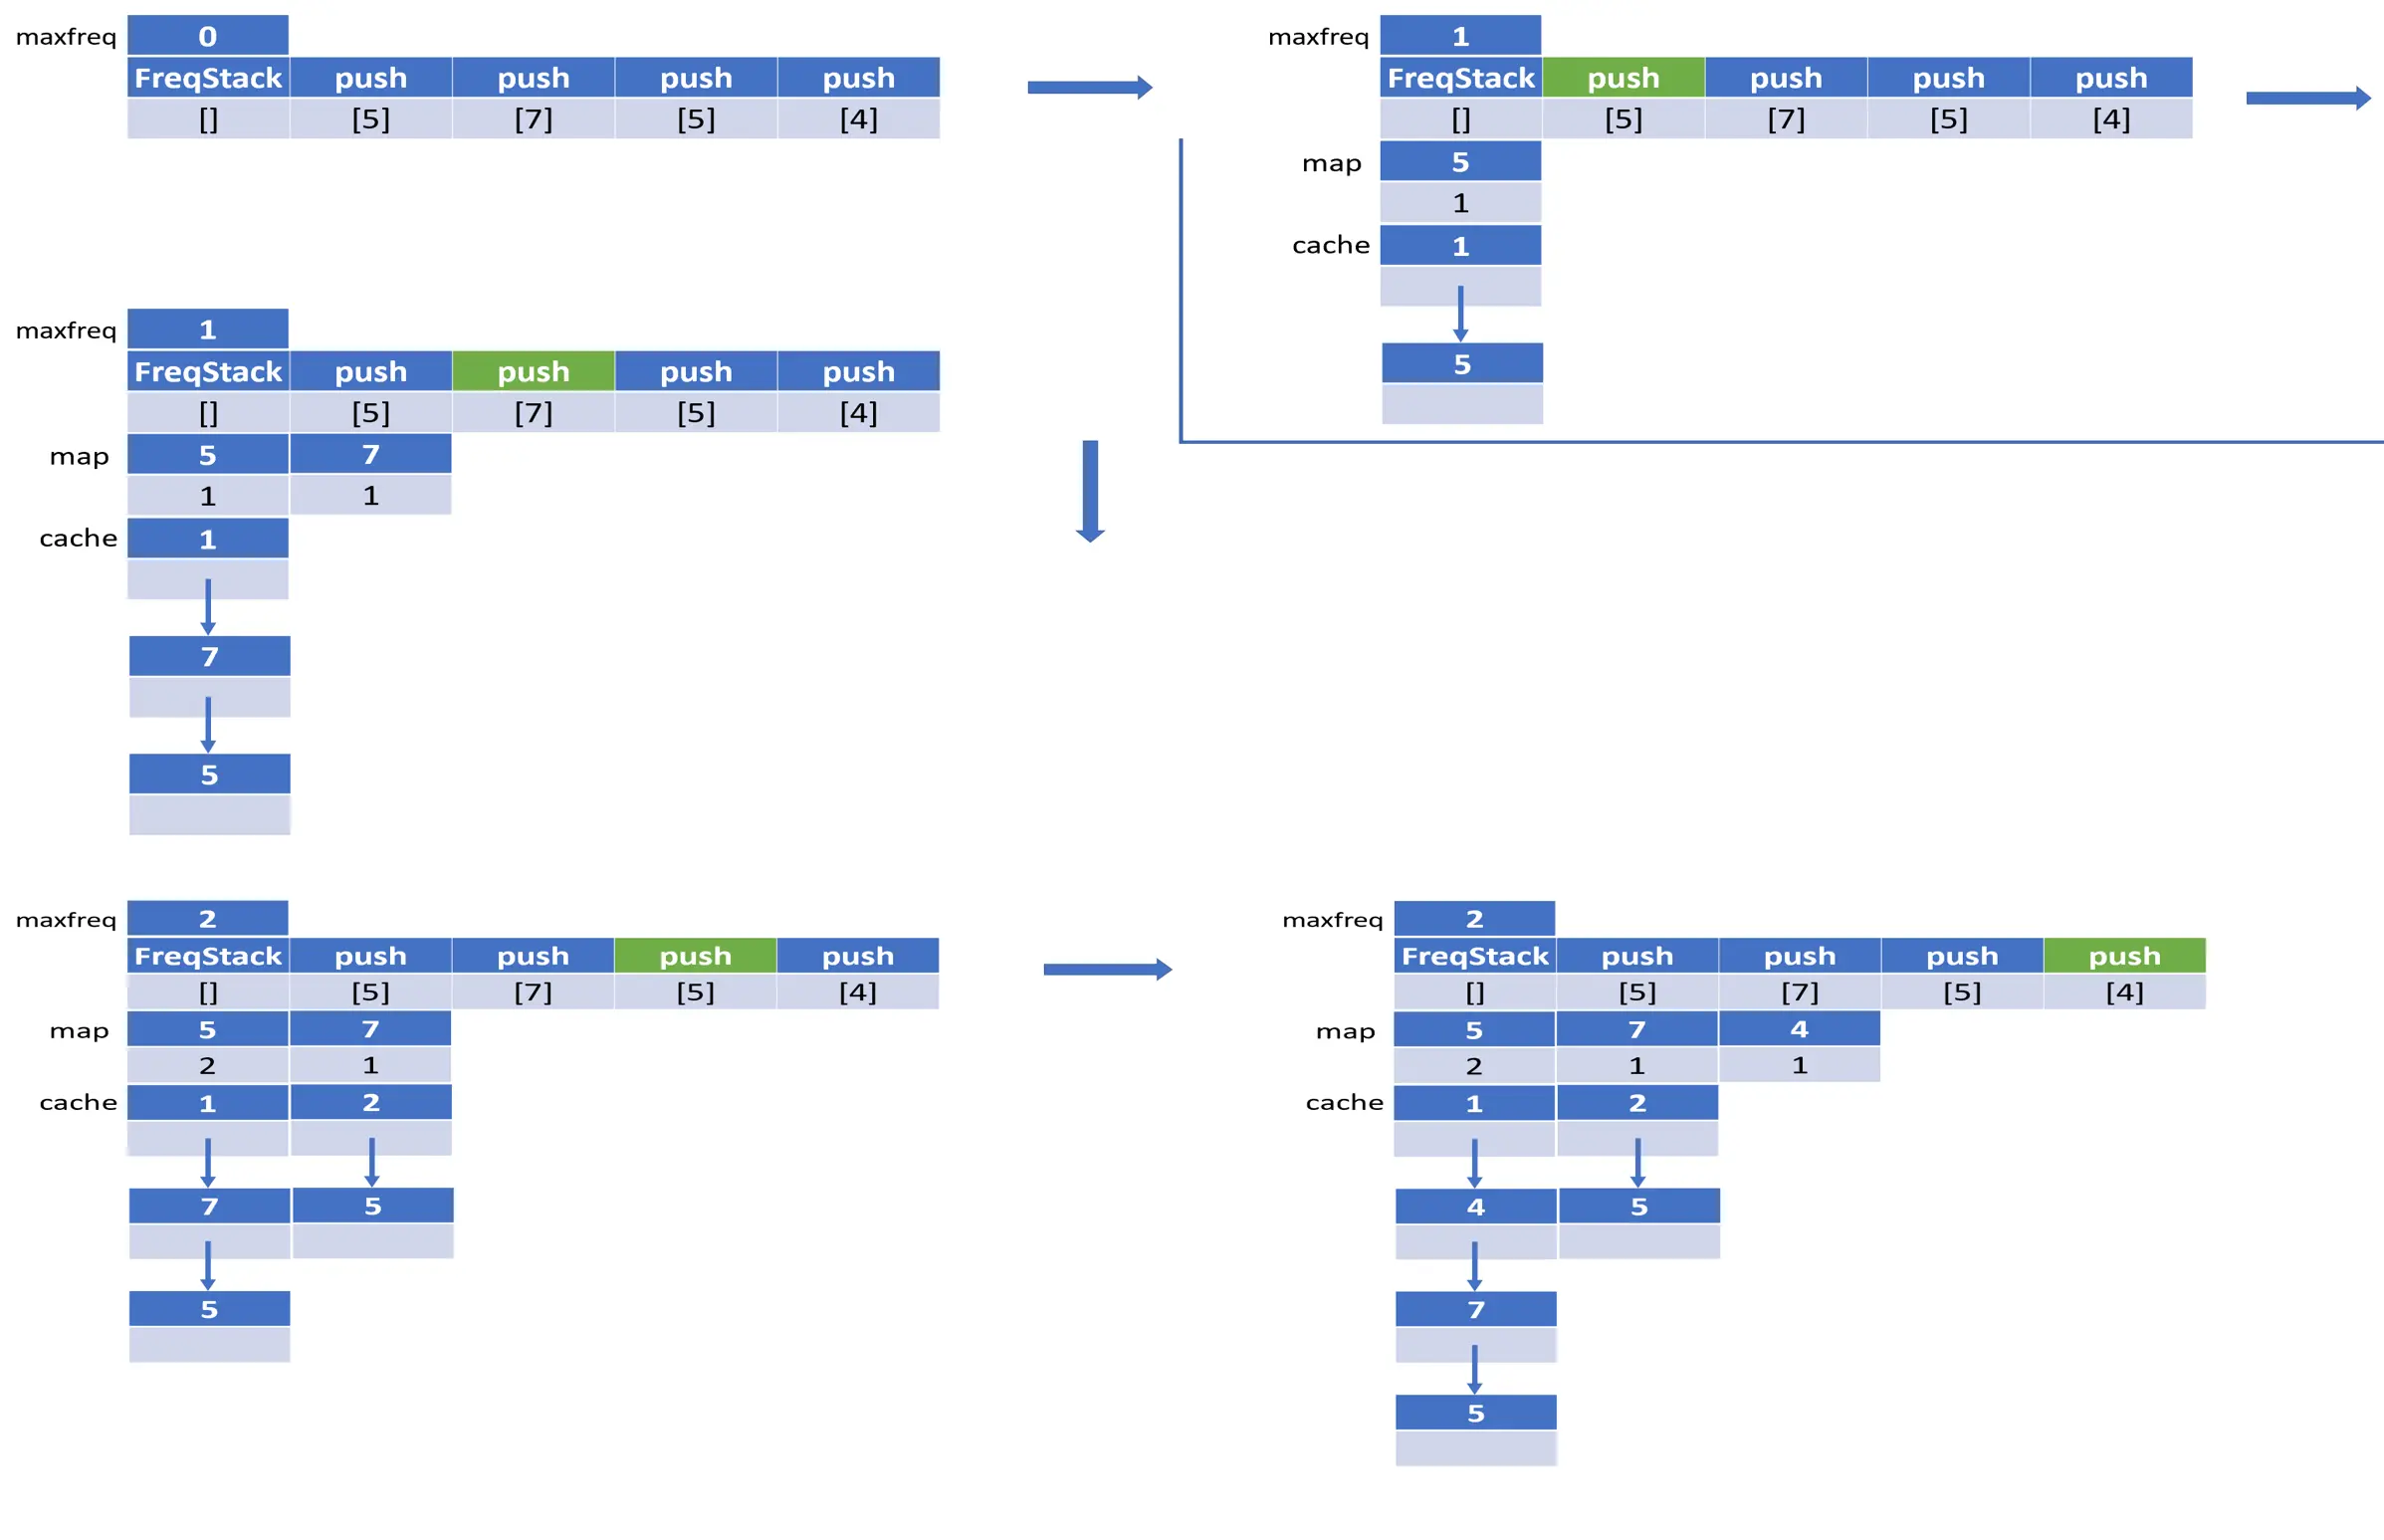 maxfreq 0
FreqStack push push push push
[] [5] [7] [5] [4]
maxfreq 1
FreqStack push push push push
[] [5] [7] [5] [4]
map 5
1
cache 1
5
maxfreq 1
FreqStack push push push push
[] [5] [7] [5] [4]
map 5 7
1 1
cache 1
7
5
maxfreq 2
FreqStack push push push push
[] [5] [7] [5] [4]
map 5 7
2 1
cache 1 2
7 5
5
maxfreq 2
FreqStack push push push push
[] [5] [7] [5] [4]
map 5 7 4
2 1 1
cache 1 2
4 5
7
5